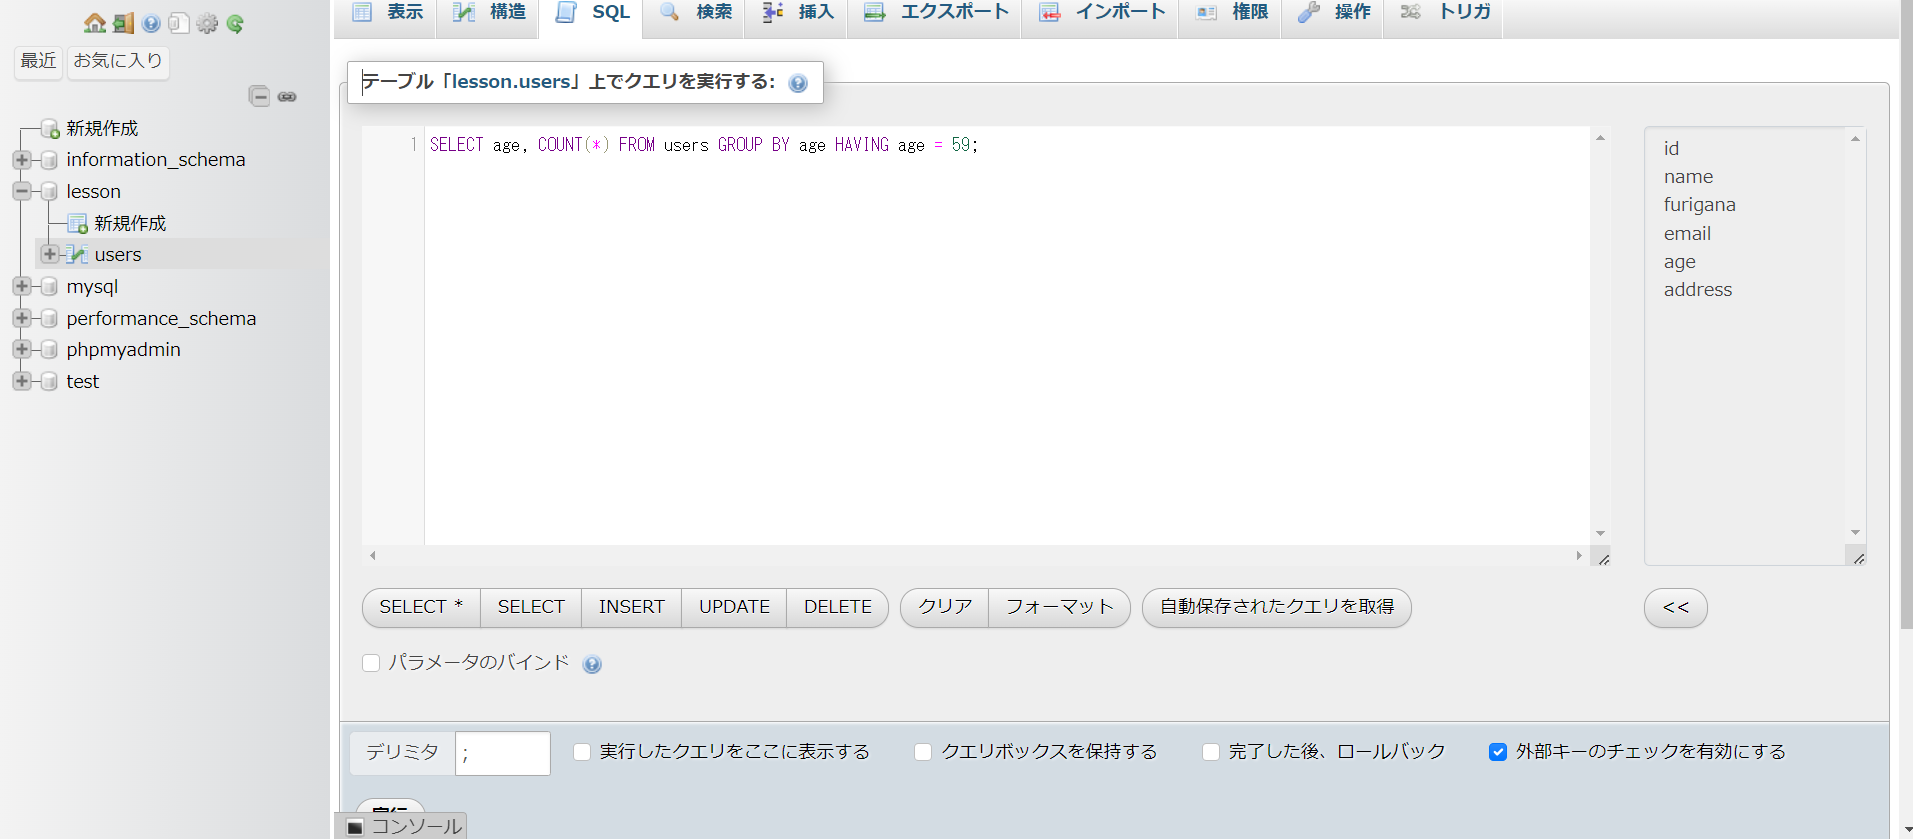 表示 構造 SQL 検索 挿入 エクスポート インポート 権限 操作 トリガ
最近 お気に入り
新規作成
information_schema
lesson
新規作成
users
mysql
performance_schema
phpmyadmin
test
テーブル「lesson.users」上でクエリを実行する:
1 SELECT age, COUNT(*) FROM users GROUP BY age HAVING age = 59;
id
name
furigana
email
age
address
SELECT * SELECT INSERT UPDATE DELETE クリア フォーマット 自動保存されたクエリを取得 <<
パラメータのバインド
デリミタ ; 実行したクエリをここに表示する クエリボックスを保持する 完了した後、ロールバック 外部キーのチェックを有効にする
実行
コンソール